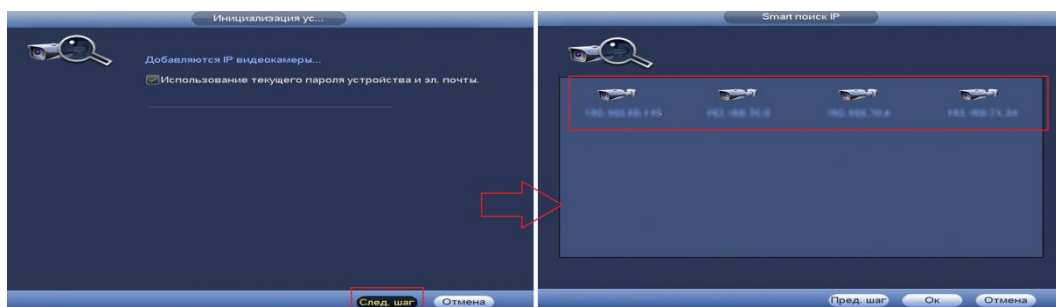 Инициализация ус...
Добавляются IP видеокамеры...
Использование текущего пароля устройства и эл. почты.
След. шаг
Отмена
Smart поиск IP
Пред. шаг
Ок
Отмена